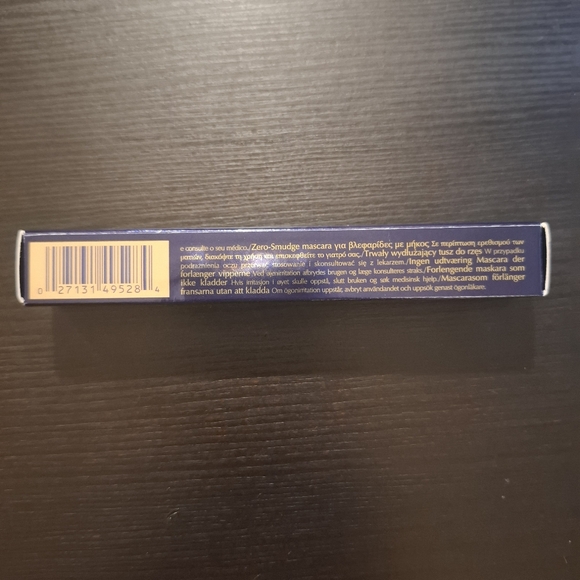 e consulte o seu médico./Zero-Smudge mascara για βλεφαρίδες με μήκος Σε περίπτωση ερεθισμού των
ματιών, διακόψτε τη χρήση και επισκεφθείτε το γιατρό σας./Trwały wydłużający tusz do rzęs W przypadku
podrażnienia oczu przerwać stosowanie i skonsultować się z lekarzem./Ingen udtværing Mascara der
forlænger vipperne Ved øjenirritation afbrydes brugen og læge konsulteres straks./Forlengende maskara som
ikke kladder Hvis irritasjon i øyet skulle oppstå, slutt bruken og søk medisinsk hjelp./Mascarasom förlänger
fransarna utan att kladda Om ögonirritation uppstår, avbryt användandet och uppsök genast ögonläkare.
0 27131 49528 4